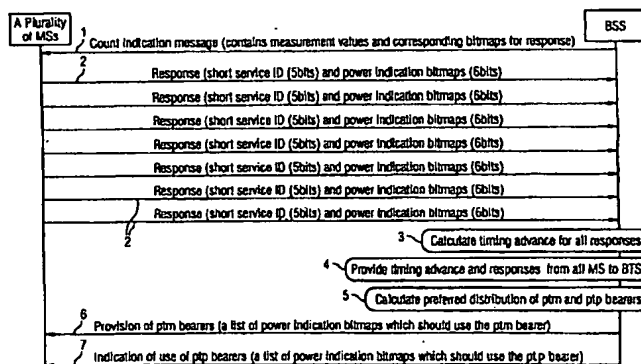 A Plurality
of MSs
BSS
1
Count indication message (contains measurement values and corresponding bitmaps for response)
2
Response (short service ID (5bits) and power indication bitmaps (6bits)
Response (short service ID (5bits) and power indication bitmaps (6bits)
Response (short service ID (5bits) and power indication bitmaps (6bits)
Response (short service ID (5bits) and power indication bitmaps (6bits)
Response (short service ID (5bits) and power indication bitmaps (6bits)
Response (short service ID (5bits) and power indication bitmaps (6bits)
Response (short service ID (5bits) and power indication bitmaps (6bits)
2
3
Calculate timing advance for all responses
4
Provide timing advance and responses from all MS to BTS
5
Calculate preferred distribution of ptm and ptp bearers
6
Provision of ptm bearers (a list of power indication bitmaps which should use the ptm bearer)
7
Indication of use of ptp bearers (a list of power indication bitmaps which should use the ptp beaer)